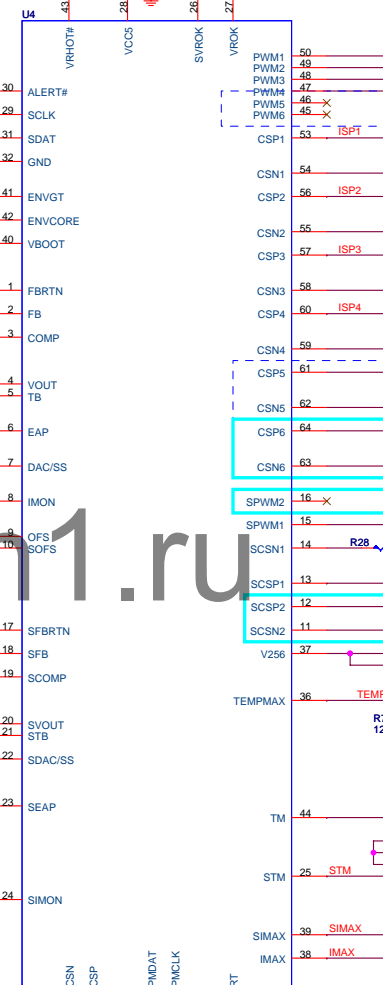 U4
43 VRHOT#
28 VCC5
26 SVROK
27 VROK
PWM1 50
PWM2 49
PWM3 48
30 ALERT# PWM4 47
PWM5 46
29 SCLK PWM6 45
31 SDAT CSP1 53 ISP1
32 GND
CSN1 54
41 ENVGT CSP2 56 ISP2
42 ENVCORE
CSN2 55
40 VBOOT
CSP3 57 ISP3
1 FBRTN CSN3 58
2 FB CSP4 60 ISP4
3 COMP
CSN4 59
CSP5 61
4 VOUT
5 TB
CSN5 62
6 EAP CSP6 64
7 DAC/SS CSN6 63
8 IMON SPWM2 16
SPWM1 15
9 OFS
10 SOFS SCSN1 14 R28
n1.ru
SCSP1 13
SCSP2 12
17 SFBRTN SCSN2 11
18 SFB V256 37
19 SCOMP
TEMPMAX 36 TEMP
R7
12
20 SVOUT
21 STB
22 SDAC/SS
23 SEAP
TM 44
STM 25 STM
24 SIMON
SIMAX 39 SIMAX
IMAX 38 IMAX
CSN
CSP
PMDAT
PMCLK
RT